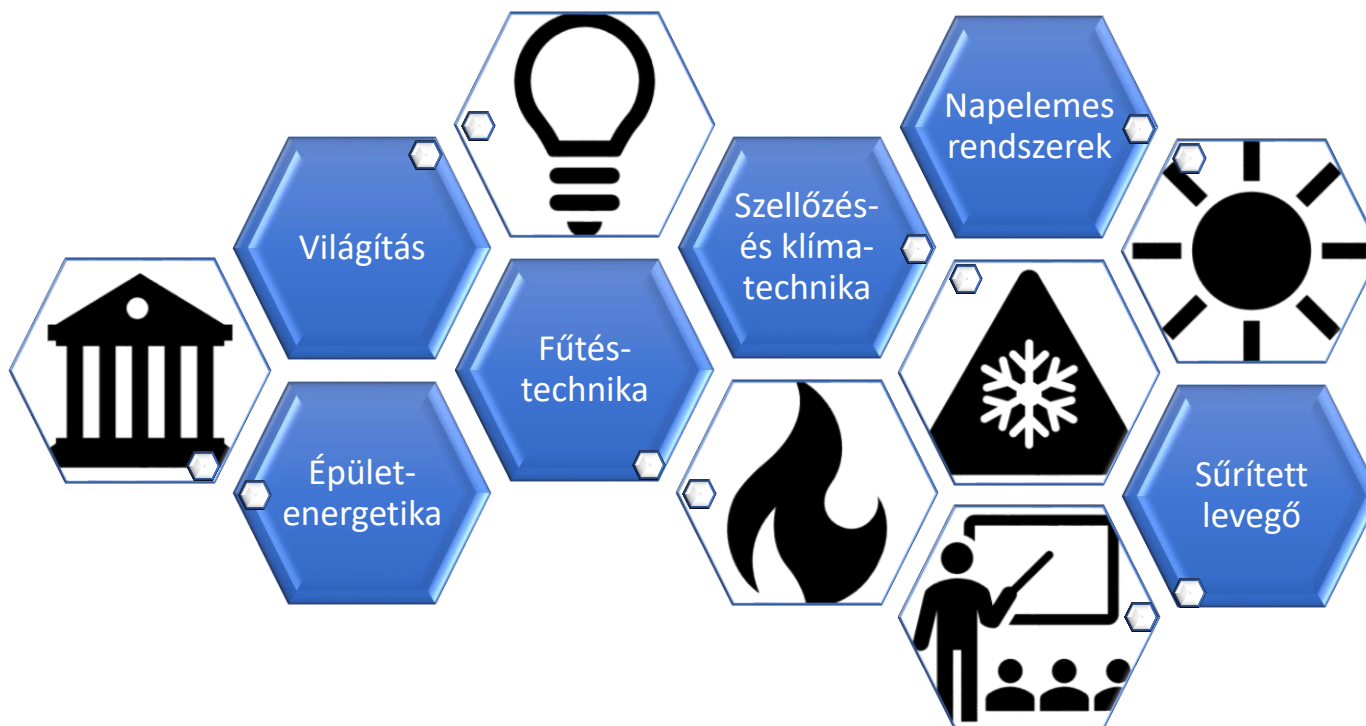 Világítás
Épület-
energetika
Fűtés-
technika
Szellőzés-
és klíma-
technika
Napelemes
rendszerek
Sűrített
levegő